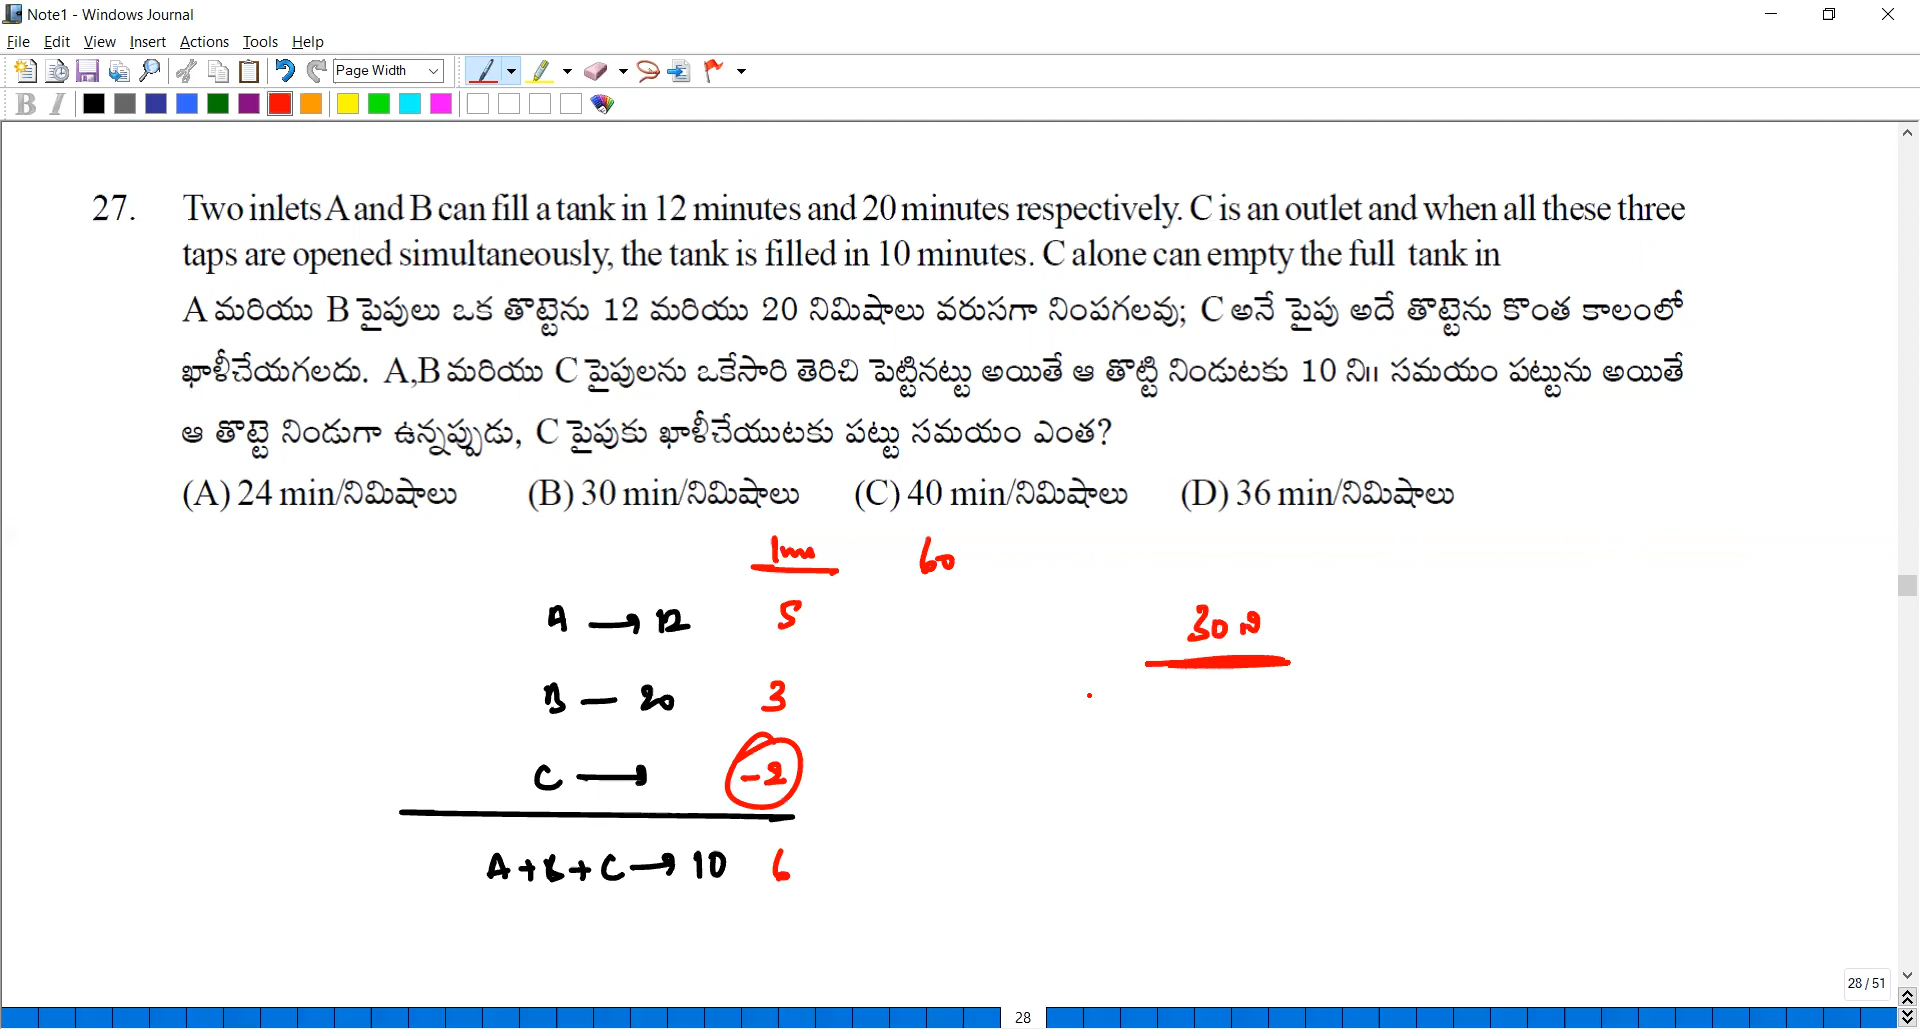 Note1 - Windows Journal
File Edit View Insert Actions Tools Help
Page Width
B I
27. Two inlets A and B can fill a tank in 12 minutes and 20 minutes respectively. C is an outlet and when all these three
taps are opened simultaneously, the tank is filled in 10 minutes. C alone can empty the full tank in
A మరియు B పైపులు ఒక తొట్టెను 12 మరియు 20 నిమిషాలు వరుసగా నింపగలవు; C అనే పైపు అదే తొట్టెను కొంత కాలంలో
ఖాళీచేయగలదు. A,B మరియు C పైపులను ఒకేసారి తెరిచి పెట్టినట్టు అయితే ఆ తొట్టి నిండుటకు 10 ని॥ సమయం పట్టును అయితే
ఆ తొట్టె నిండుగా ఉన్నప్పుడు, C పైపుకు ఖాళీచేయుటకు పట్టు సమయం ఎంత?
(A) 24 min/నిమిషాలు (B) 30 min/నిమిషాలు (C) 40 min/నిమిషాలు (D) 36 min/నిమిషాలు
60
A → 12 5
30 ని
B — 20 3
C → -2
A+B+C → 10 6
28 / 51
28